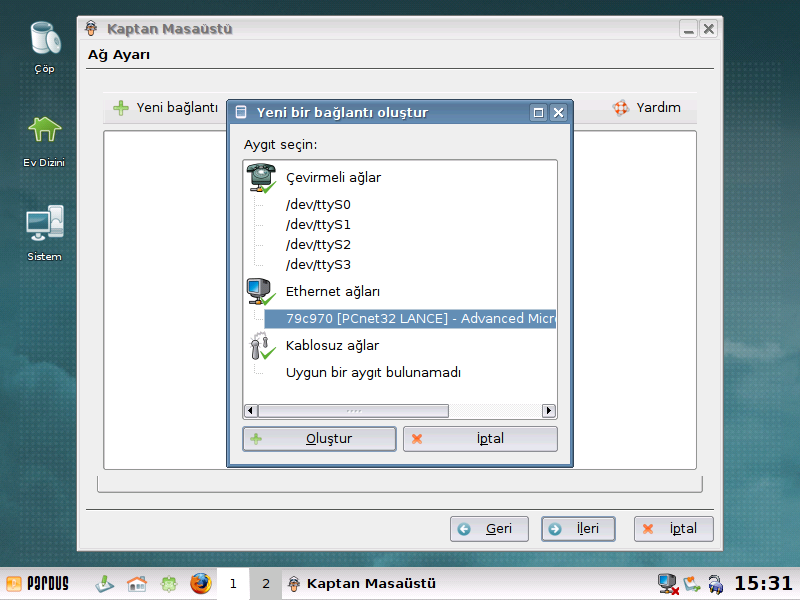 Kaptan Masaüstü
Ağ Ayarı
Çöp
Ev Dizini
Sistem
Yeni bağlantı
Yardım
Yeni bir bağlantı oluştur
Aygıt seçin:
Çevirmeli ağlar
/dev/ttyS0
/dev/ttyS1
/dev/ttyS2
/dev/ttyS3
Ethernet ağları
79c970 [PCnet32 LANCE] - Advanced Micr
Kablosuz ağlar
Uygun bir aygıt bulunamadı
Oluştur
İptal
Geri
İleri
İptal
PARDUS
1
2
Kaptan Masaüstü
15:31